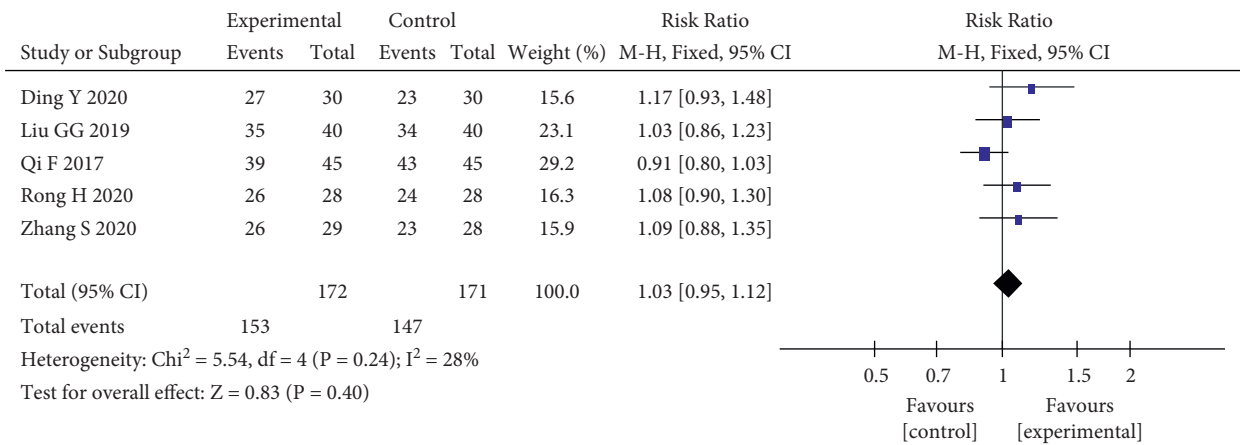 Experimental Control Risk Ratio Risk Ratio
Study or Subgroup Events Total Events Total Weight (%) M-H, Fixed, 95% CI M-H, Fixed, 95% CI
Ding Y 2020 27 30 23 30 15.6 1.17 [0.93, 1.48]
Liu GG 2019 35 40 34 40 23.1 1.03 [0.86, 1.23]
Qi F 2017 39 45 43 45 29.2 0.91 [0.80, 1.03]
Rong H 2020 26 28 24 28 16.3 1.08 [0.90, 1.30]
Zhang S 2020 26 29 23 28 15.9 1.09 [0.88, 1.35]
Total (95% CI) 172 171 100.0 1.03 [0.95, 1.12]
Total events 153 147
Heterogeneity: Chi² = 5.54, df = 4 (P = 0.24); I² = 28%
Test for overall effect: Z = 0.83 (P = 0.40)
0.5 0.7 1 1.5 2
Favours Favours
[control] [experimental]